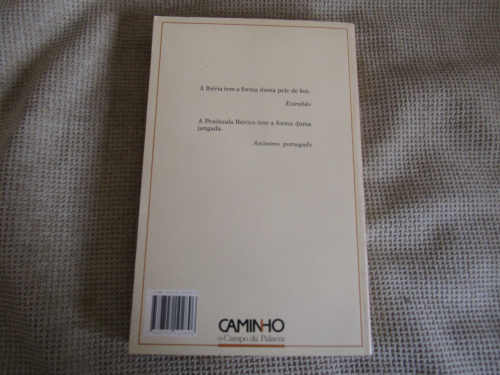 A Ibéria tem a forma duma pele de boi.
Estrabão
A Península Ibérica tem a forma duma
jangada.
Anónimo português
CAMINHO
o Campo da Palavra